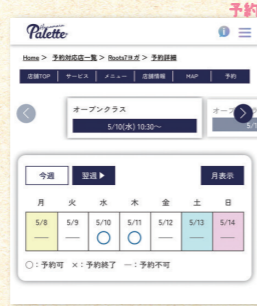 予約
Palette
Home > 予約対応店一覧 > Roots7ヨガ > 予約詳細
店舗TOP | サービス | メニュー | 店舗情報 | MAP | 予約
オープンクラス
5/10(水) 10:30〜
オープ
今週 翌週▶ 月表示
月 火 水 木 金 土 日
5/8 5/9 5/10 5/11 5/12 5/13 5/14
— — ○ ○ — — —
○：予約可 ×：予約終了 —：予約不可